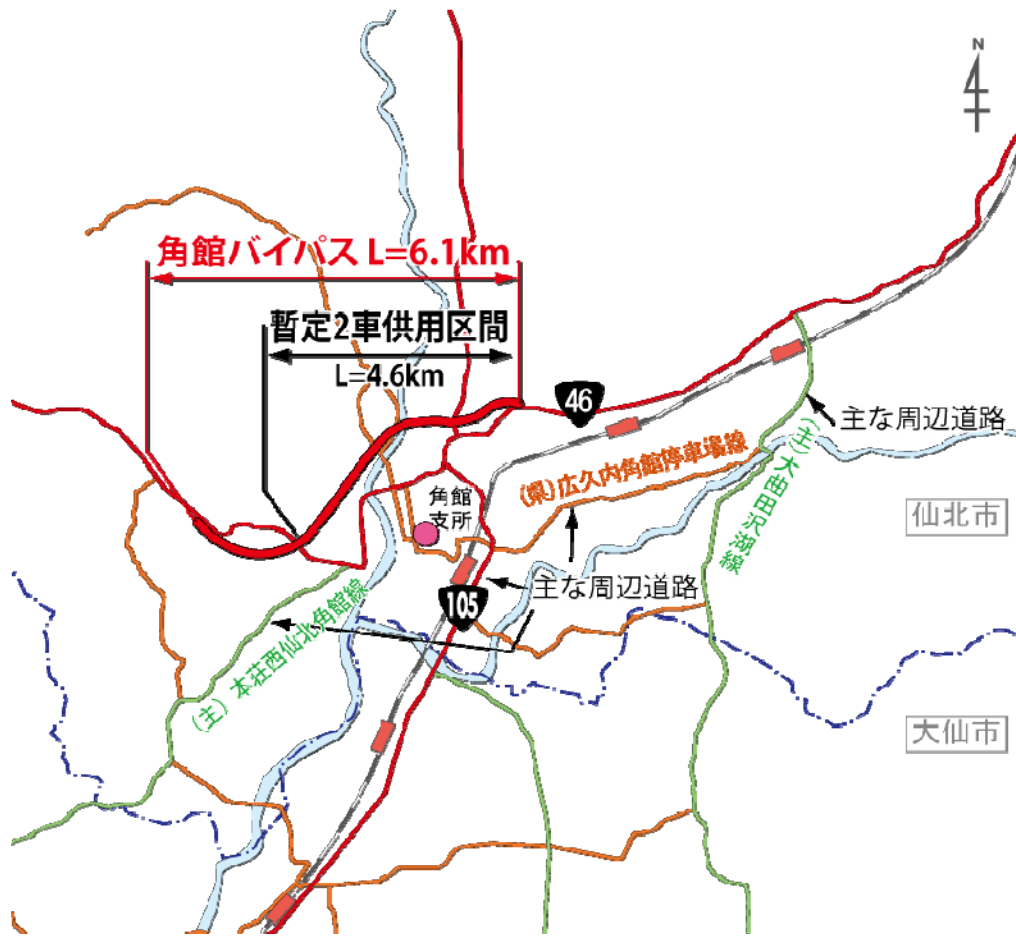 N
角館バイパス L=6.1km
暫定2車供用区間
L=4.6km
46
主な周辺道路
(県)広久内角館停車場線
(主)大曲田沢湖線
角館
支所
仙北市
主な周辺道路
105
(主)本荘西仙北角館線
大仙市